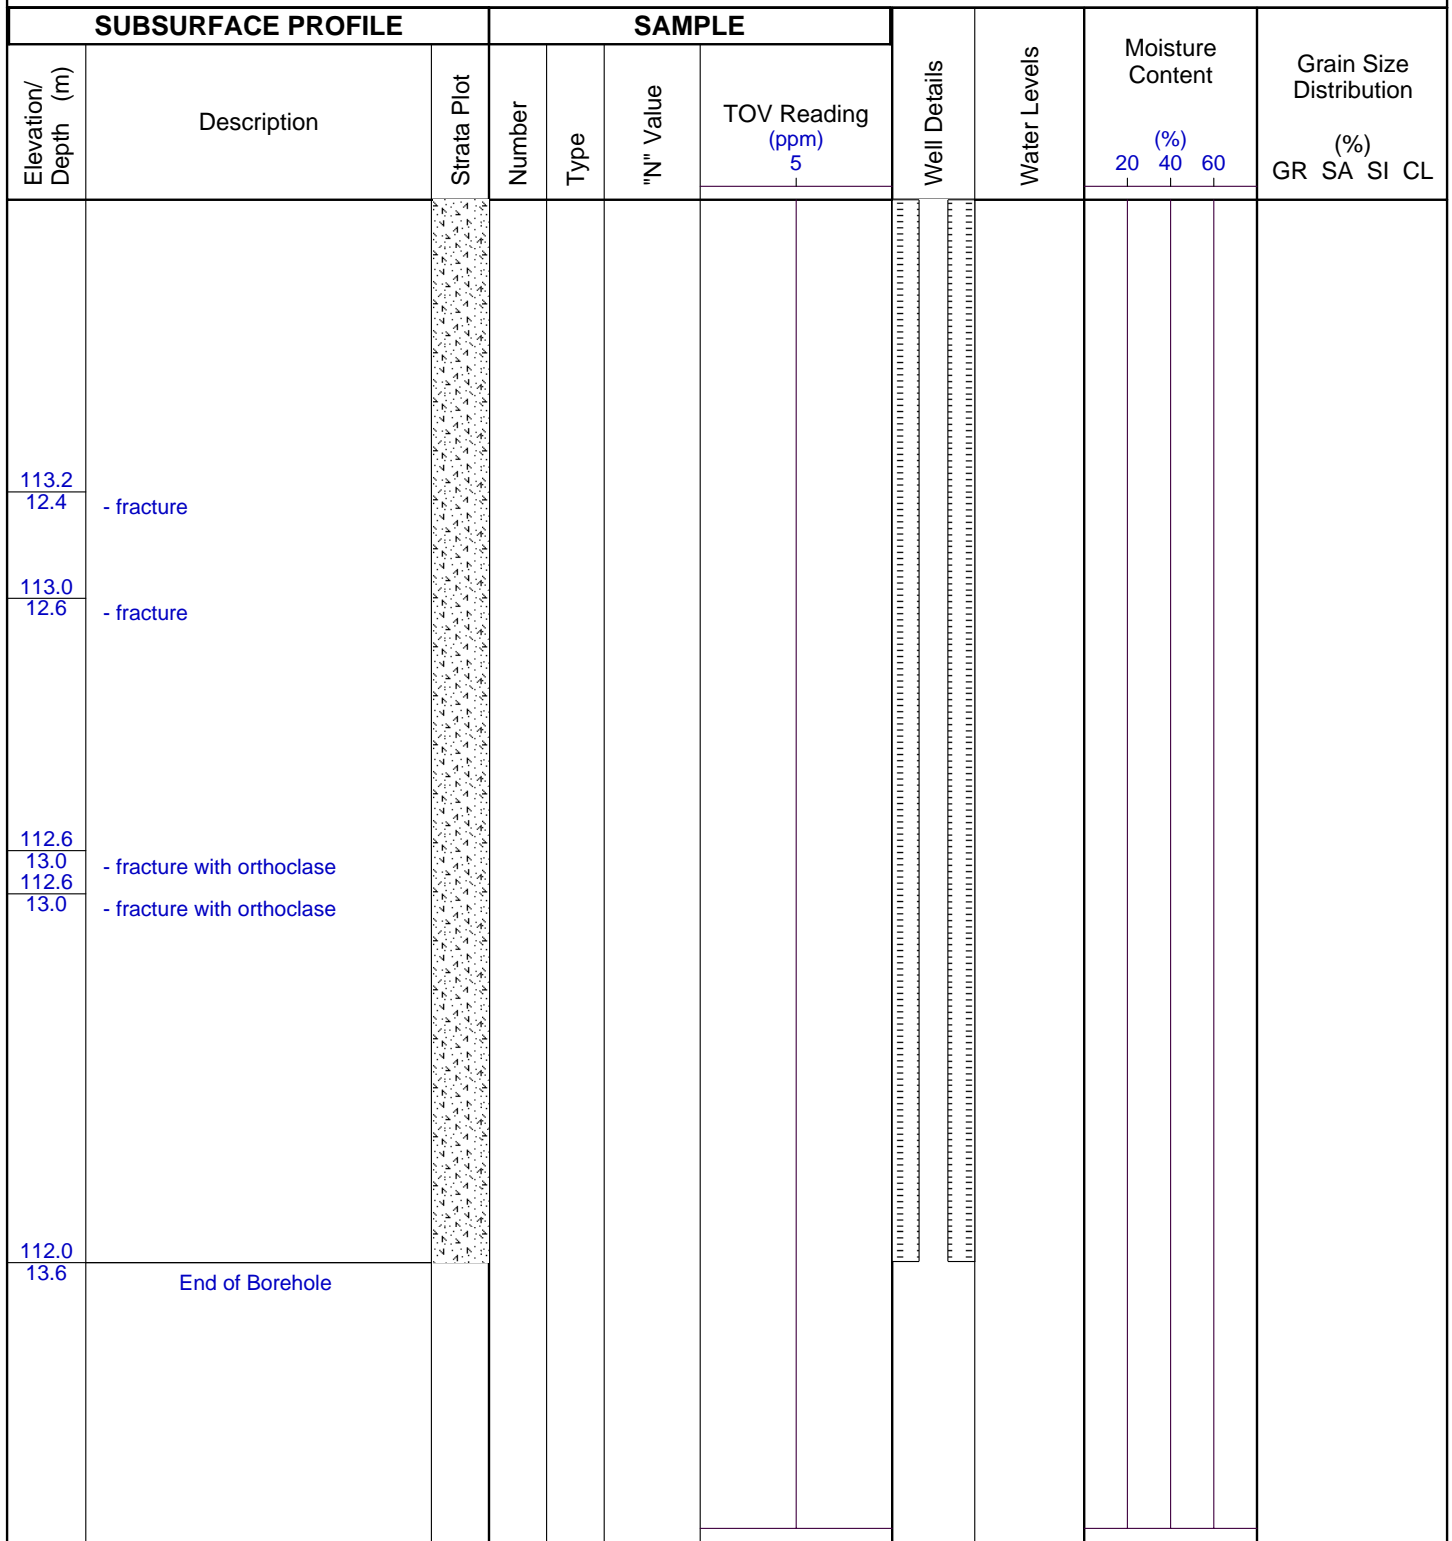 SUBSURFACE PROFILE
SAMPLE
Elevation/
Depth (m)
Description
Strata Plot
Number
Type
"N" Value
TOV Reading
(ppm)
5
Well Details
Water Levels
Moisture
Content
(%)
20 40 60
Grain Size
Distribution
(%)
GR SA SI CL
113.2
12.4
- fracture
113.0
12.6
- fracture
112.6
13.0
- fracture with orthoclase
112.6
13.0
- fracture with orthoclase
112.0
13.6
End of Borehole